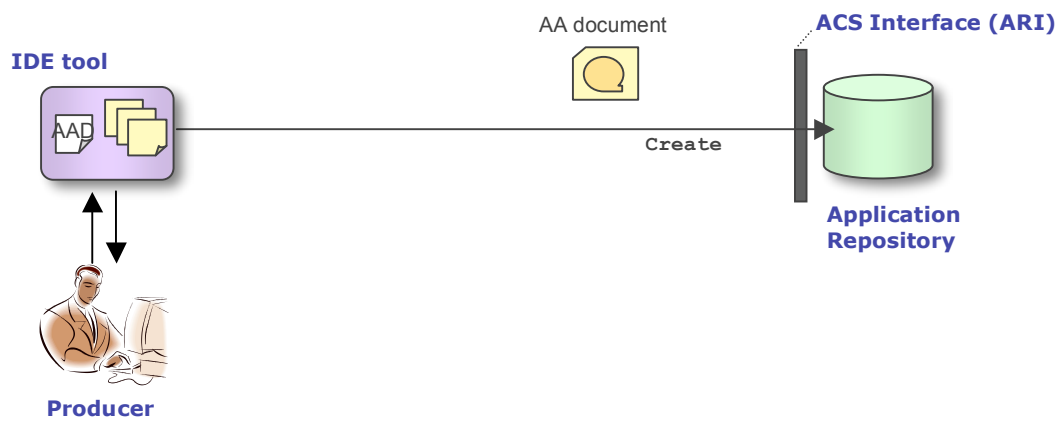 AA document
ACS Interface (ARI)
IDE tool
AAD
Create
Application
Repository
Producer